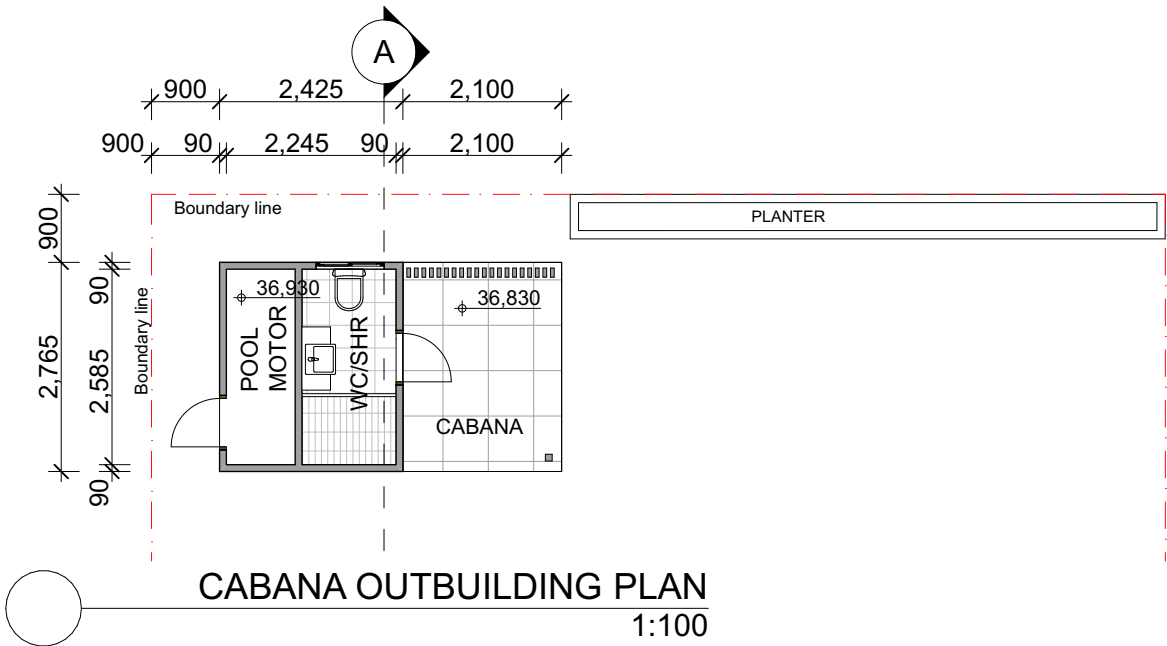 A
900 2,425 2,100
900 90 2,245 90 2,100
Boundary line
PLANTER
900
90
2,765
2,585
90
Boundary line
36,930
36,830
POOL
MOTOR
WC/SHR
CABANA
CABANA OUTBUILDING PLAN
1:100